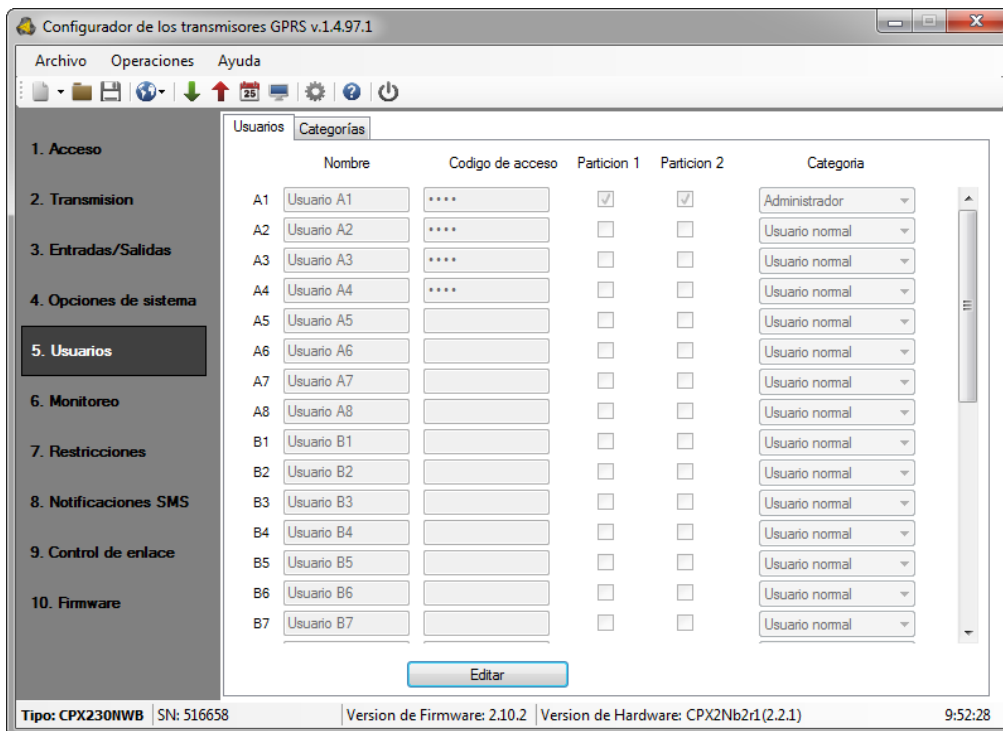 Configurador de los transmisores GPRS v.1.4.97.1
Archivo Operaciones Ayuda
25
1. Acceso
2. Transmision
3. Entradas/Salidas
4. Opciones de sistema
5. Usuarios
6. Monitoreo
7. Restricciones
8. Notificaciones SMS
9. Control de enlace
10. Firmware
Usuarios Categorías
Nombre Codigo de acceso Particion 1 Particion 2 Categoria
A1 Usuario A1 •••• Administrador
A2 Usuario A2 •••• Usuario normal
A3 Usuario A3 •••• Usuario normal
A4 Usuario A4 •••• Usuario normal
A5 Usuario A5 Usuario normal
A6 Usuario A6 Usuario normal
A7 Usuario A7 Usuario normal
A8 Usuario A8 Usuario normal
B1 Usuario B1 Usuario normal
B2 Usuario B2 Usuario normal
B3 Usuario B3 Usuario normal
B4 Usuario B4 Usuario normal
B5 Usuario B5 Usuario normal
B6 Usuario B6 Usuario normal
B7 Usuario B7 Usuario normal
Editar
Tipo: CPX230NWB SN: 516658 Version de Firmware: 2.10.2 Version de Hardware: CPX2Nb2r1(2.2.1) 9:52:28